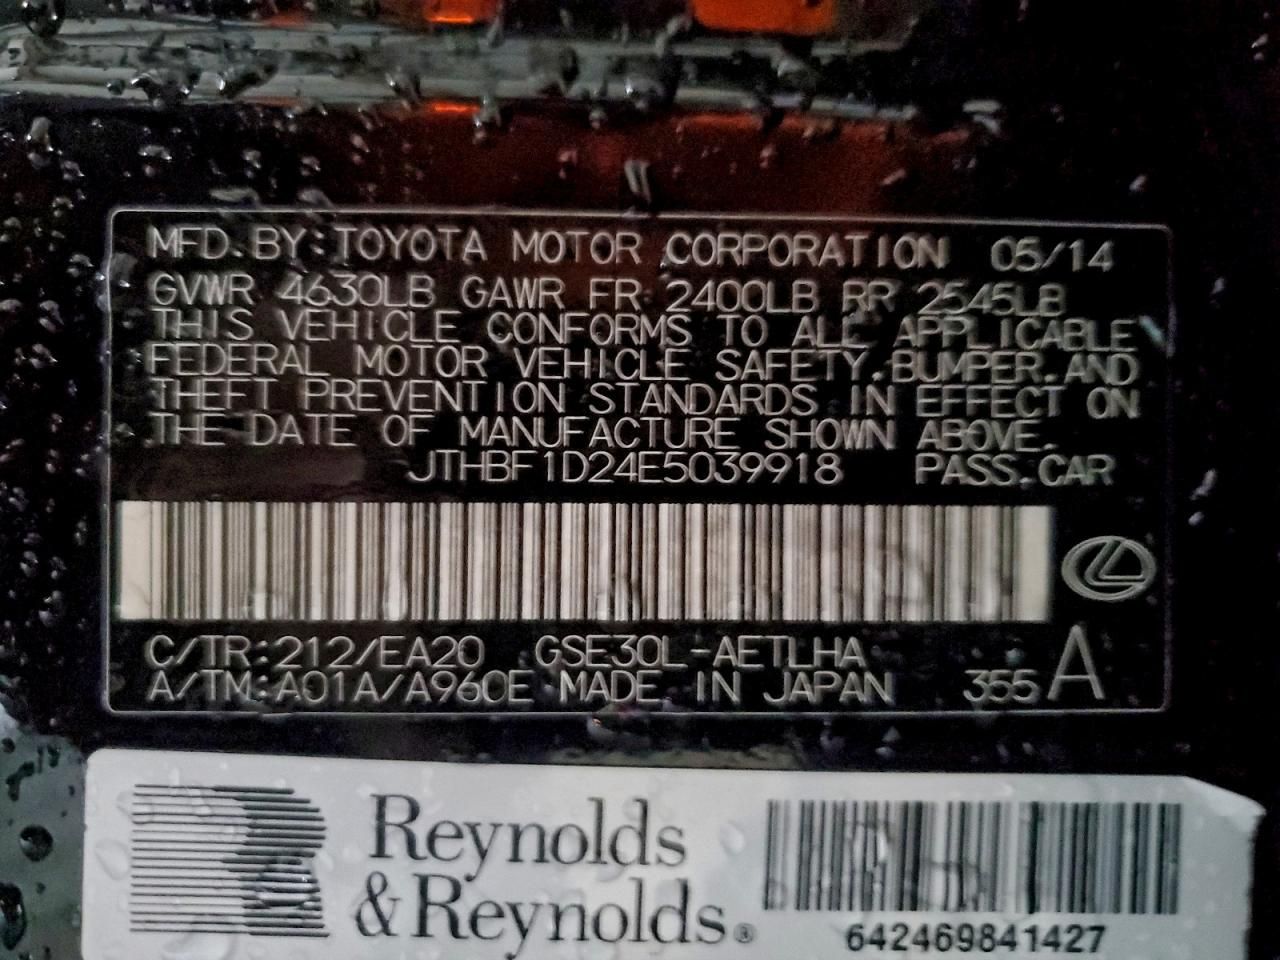 MFD. BY: TOYOTA MOTOR CORPORATION 05/14
GVWR 4630LB GAWR FR 2400LB RR 2545LB
THIS VEHICLE CONFORMS TO ALL APPLICABLE
FEDERAL MOTOR VEHICLE SAFETY, BUMPER, AND
THEFT PREVENTION STANDARDS IN EFFECT ON
THE DATE OF MANUFACTURE SHOWN ABOVE.
JTHBF1D24E5039918 PASS. CAR
C/TR: 212/EA20 GSE30L-AETLHA
A/TM: A01A/A960E MADE IN JAPAN 355 A
Reynolds
& Reynolds®
642469841427